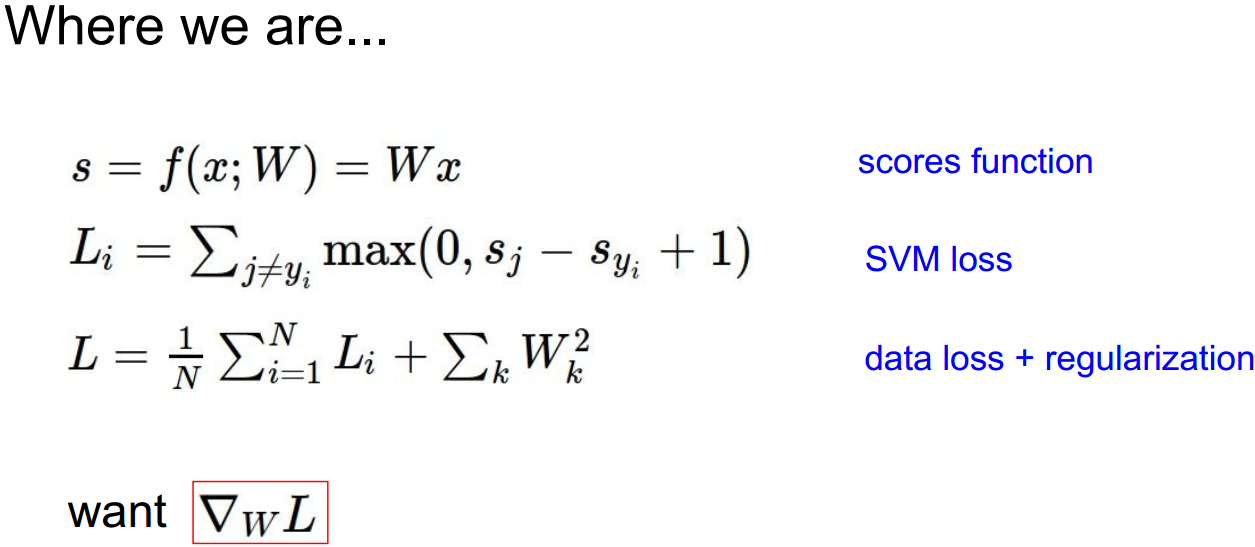 Where we are...
s = f(x; W) = Wx scores function
L_i = ∑_{j≠y_i} max(0, s_j − s_{y_i} + 1) SVM loss
L = \frac{1}{N} ∑_{i=1}^{N} L_i + ∑_k W_k^2 data loss + regularization
want ∇_W L